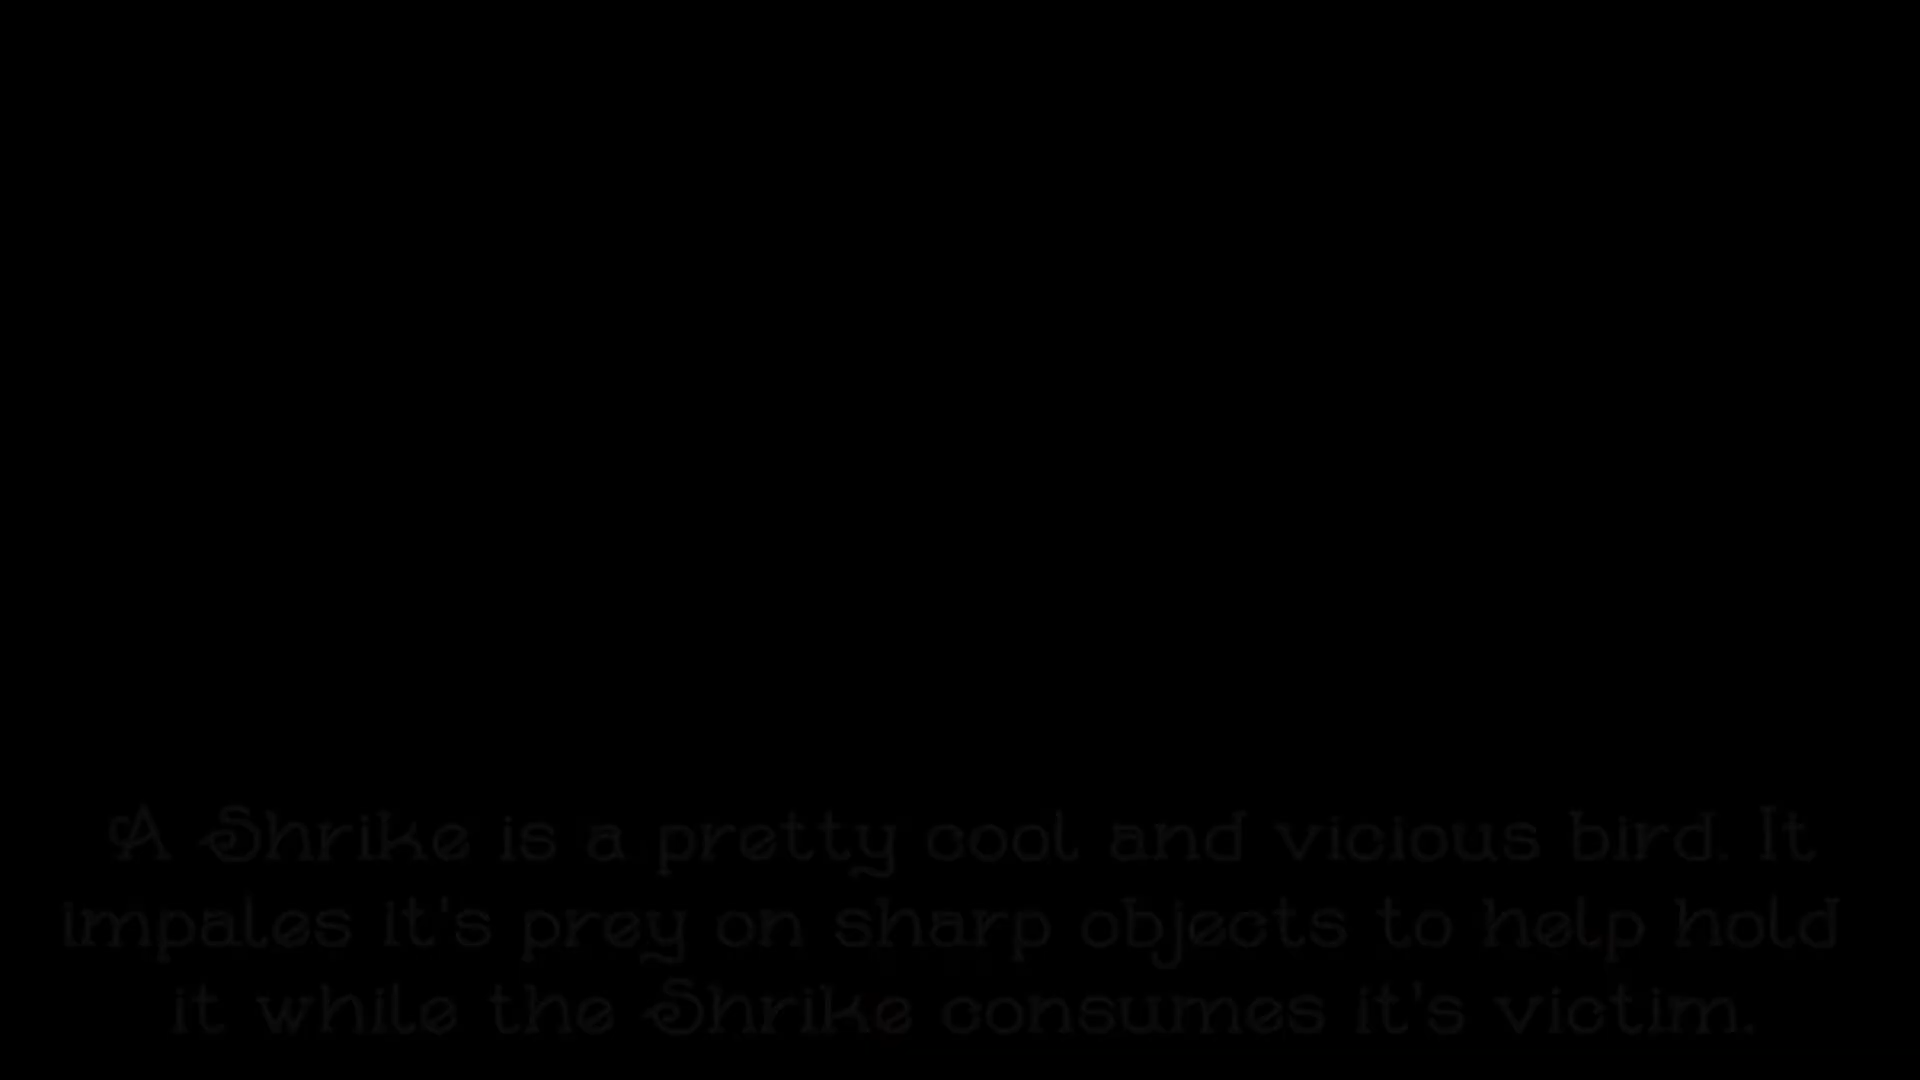 A Shrike is a pretty cool and vicious bird. It
impales it's prey on sharp objects to help hold
it while the Shrike consumes it's victim.